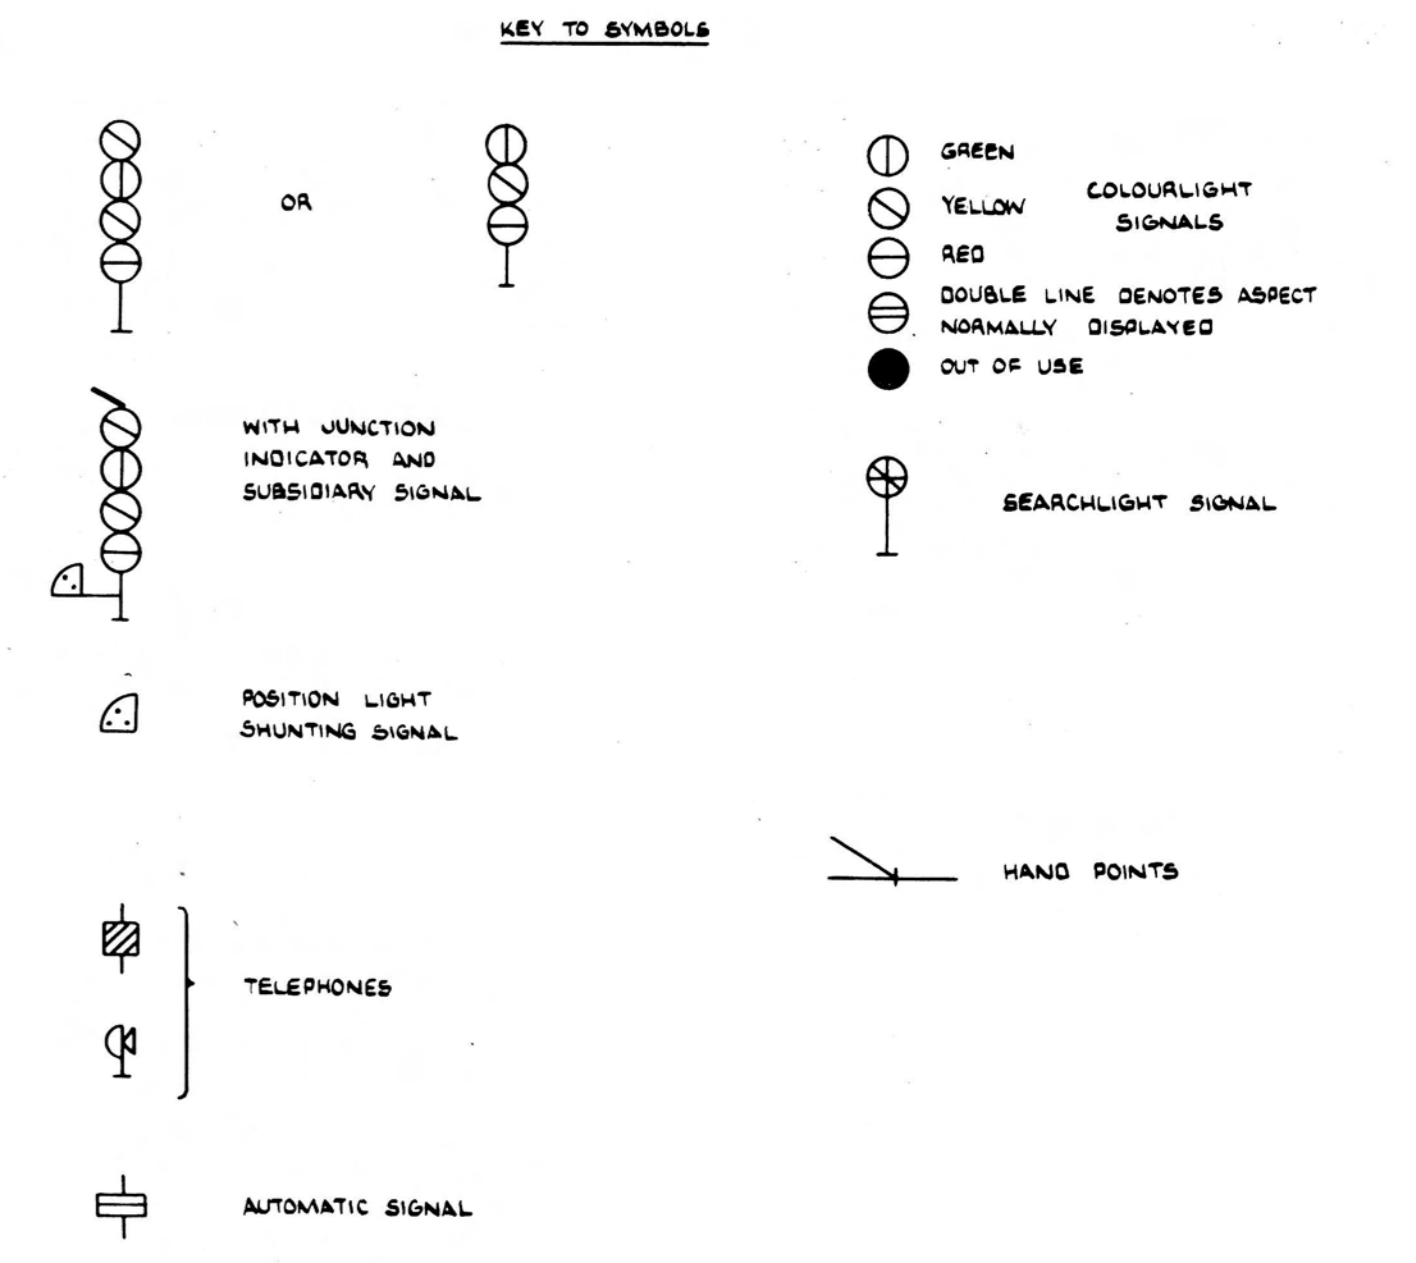 KEY TO SYMBOLS
OR
GREEN
YELLOW
COLOURLIGHT
SIGNALS
RED
DOUBLE LINE DENOTES ASPECT
NORMALLY DISPLAYED
OUT OF USE
WITH JUNCTION
INDICATOR AND
SUBSIDIARY SIGNAL
SEARCHLIGHT SIGNAL
POSITION LIGHT
SHUNTING SIGNAL
HAND POINTS
TELEPHONES
AUTOMATIC SIGNAL